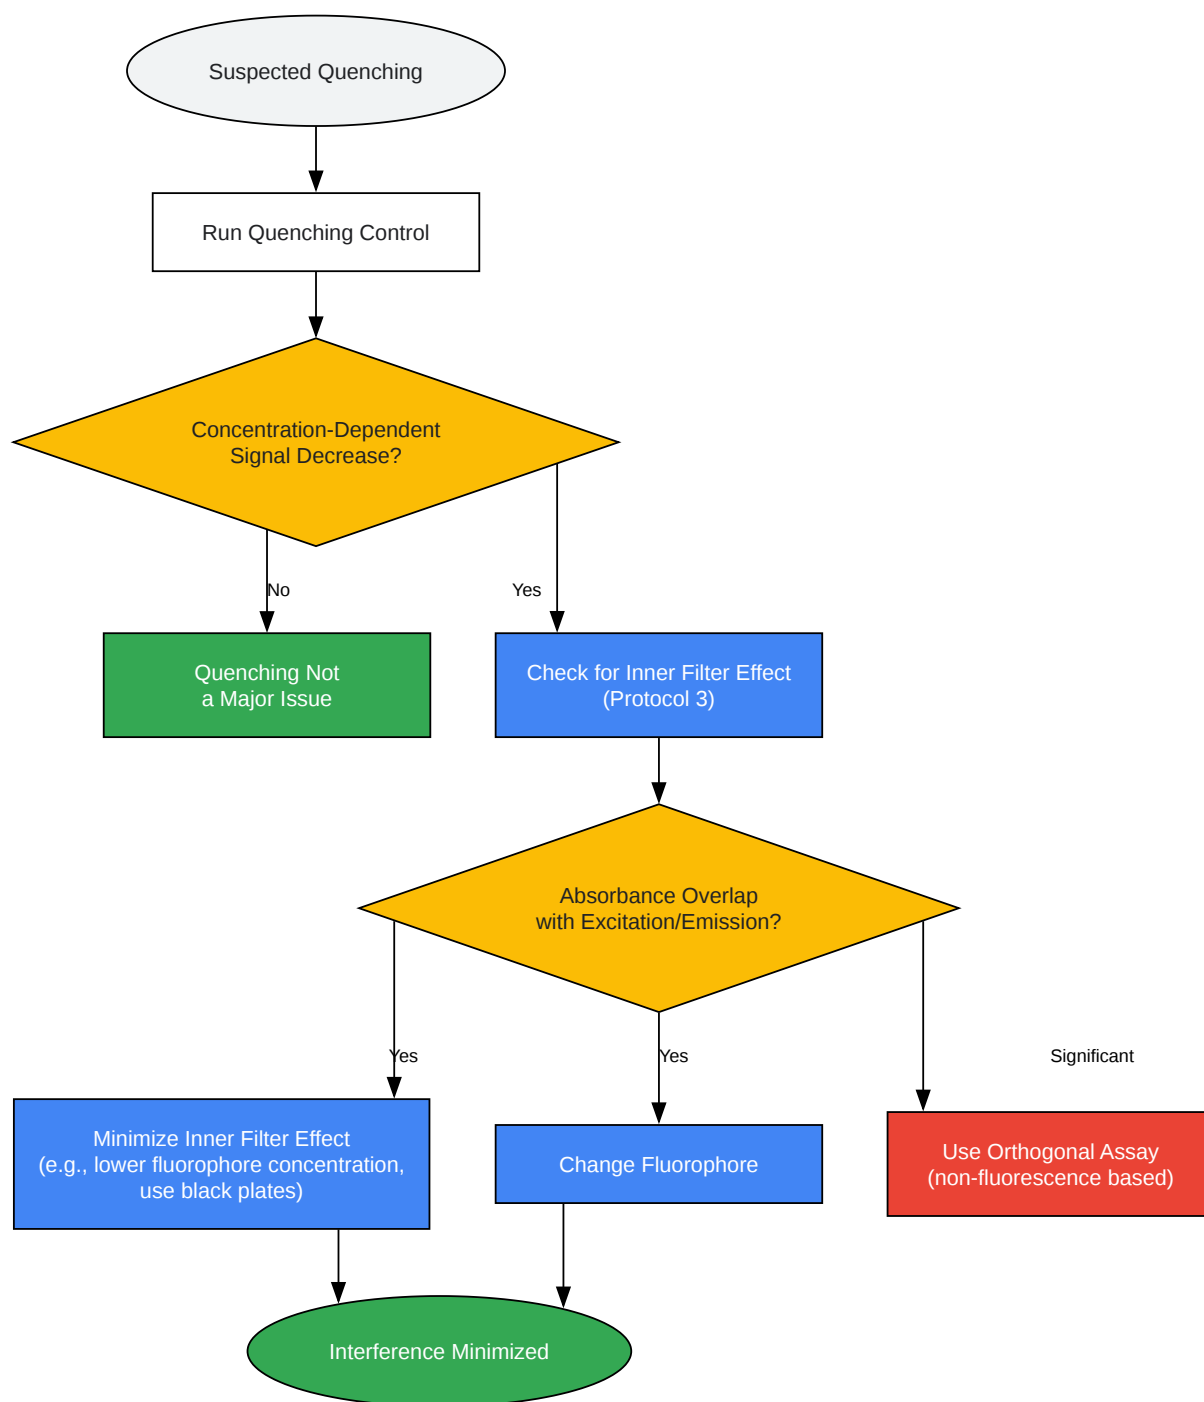 Suspected Quenching
Run Quenching Control
Concentration-Dependent
Signal Decrease?
No
Yes
Quenching Not
a Major Issue
Check for Inner Filter Effect
(Protocol 3)
Absorbance Overlap
with Excitation/Emission?
Yes
Yes
Significant
Minimize Inner Filter Effect
(e.g., lower fluorophore concentration,
use black plates)
Change Fluorophore
Use Orthogonal Assay
(non-fluorescence based)
Interference Minimized